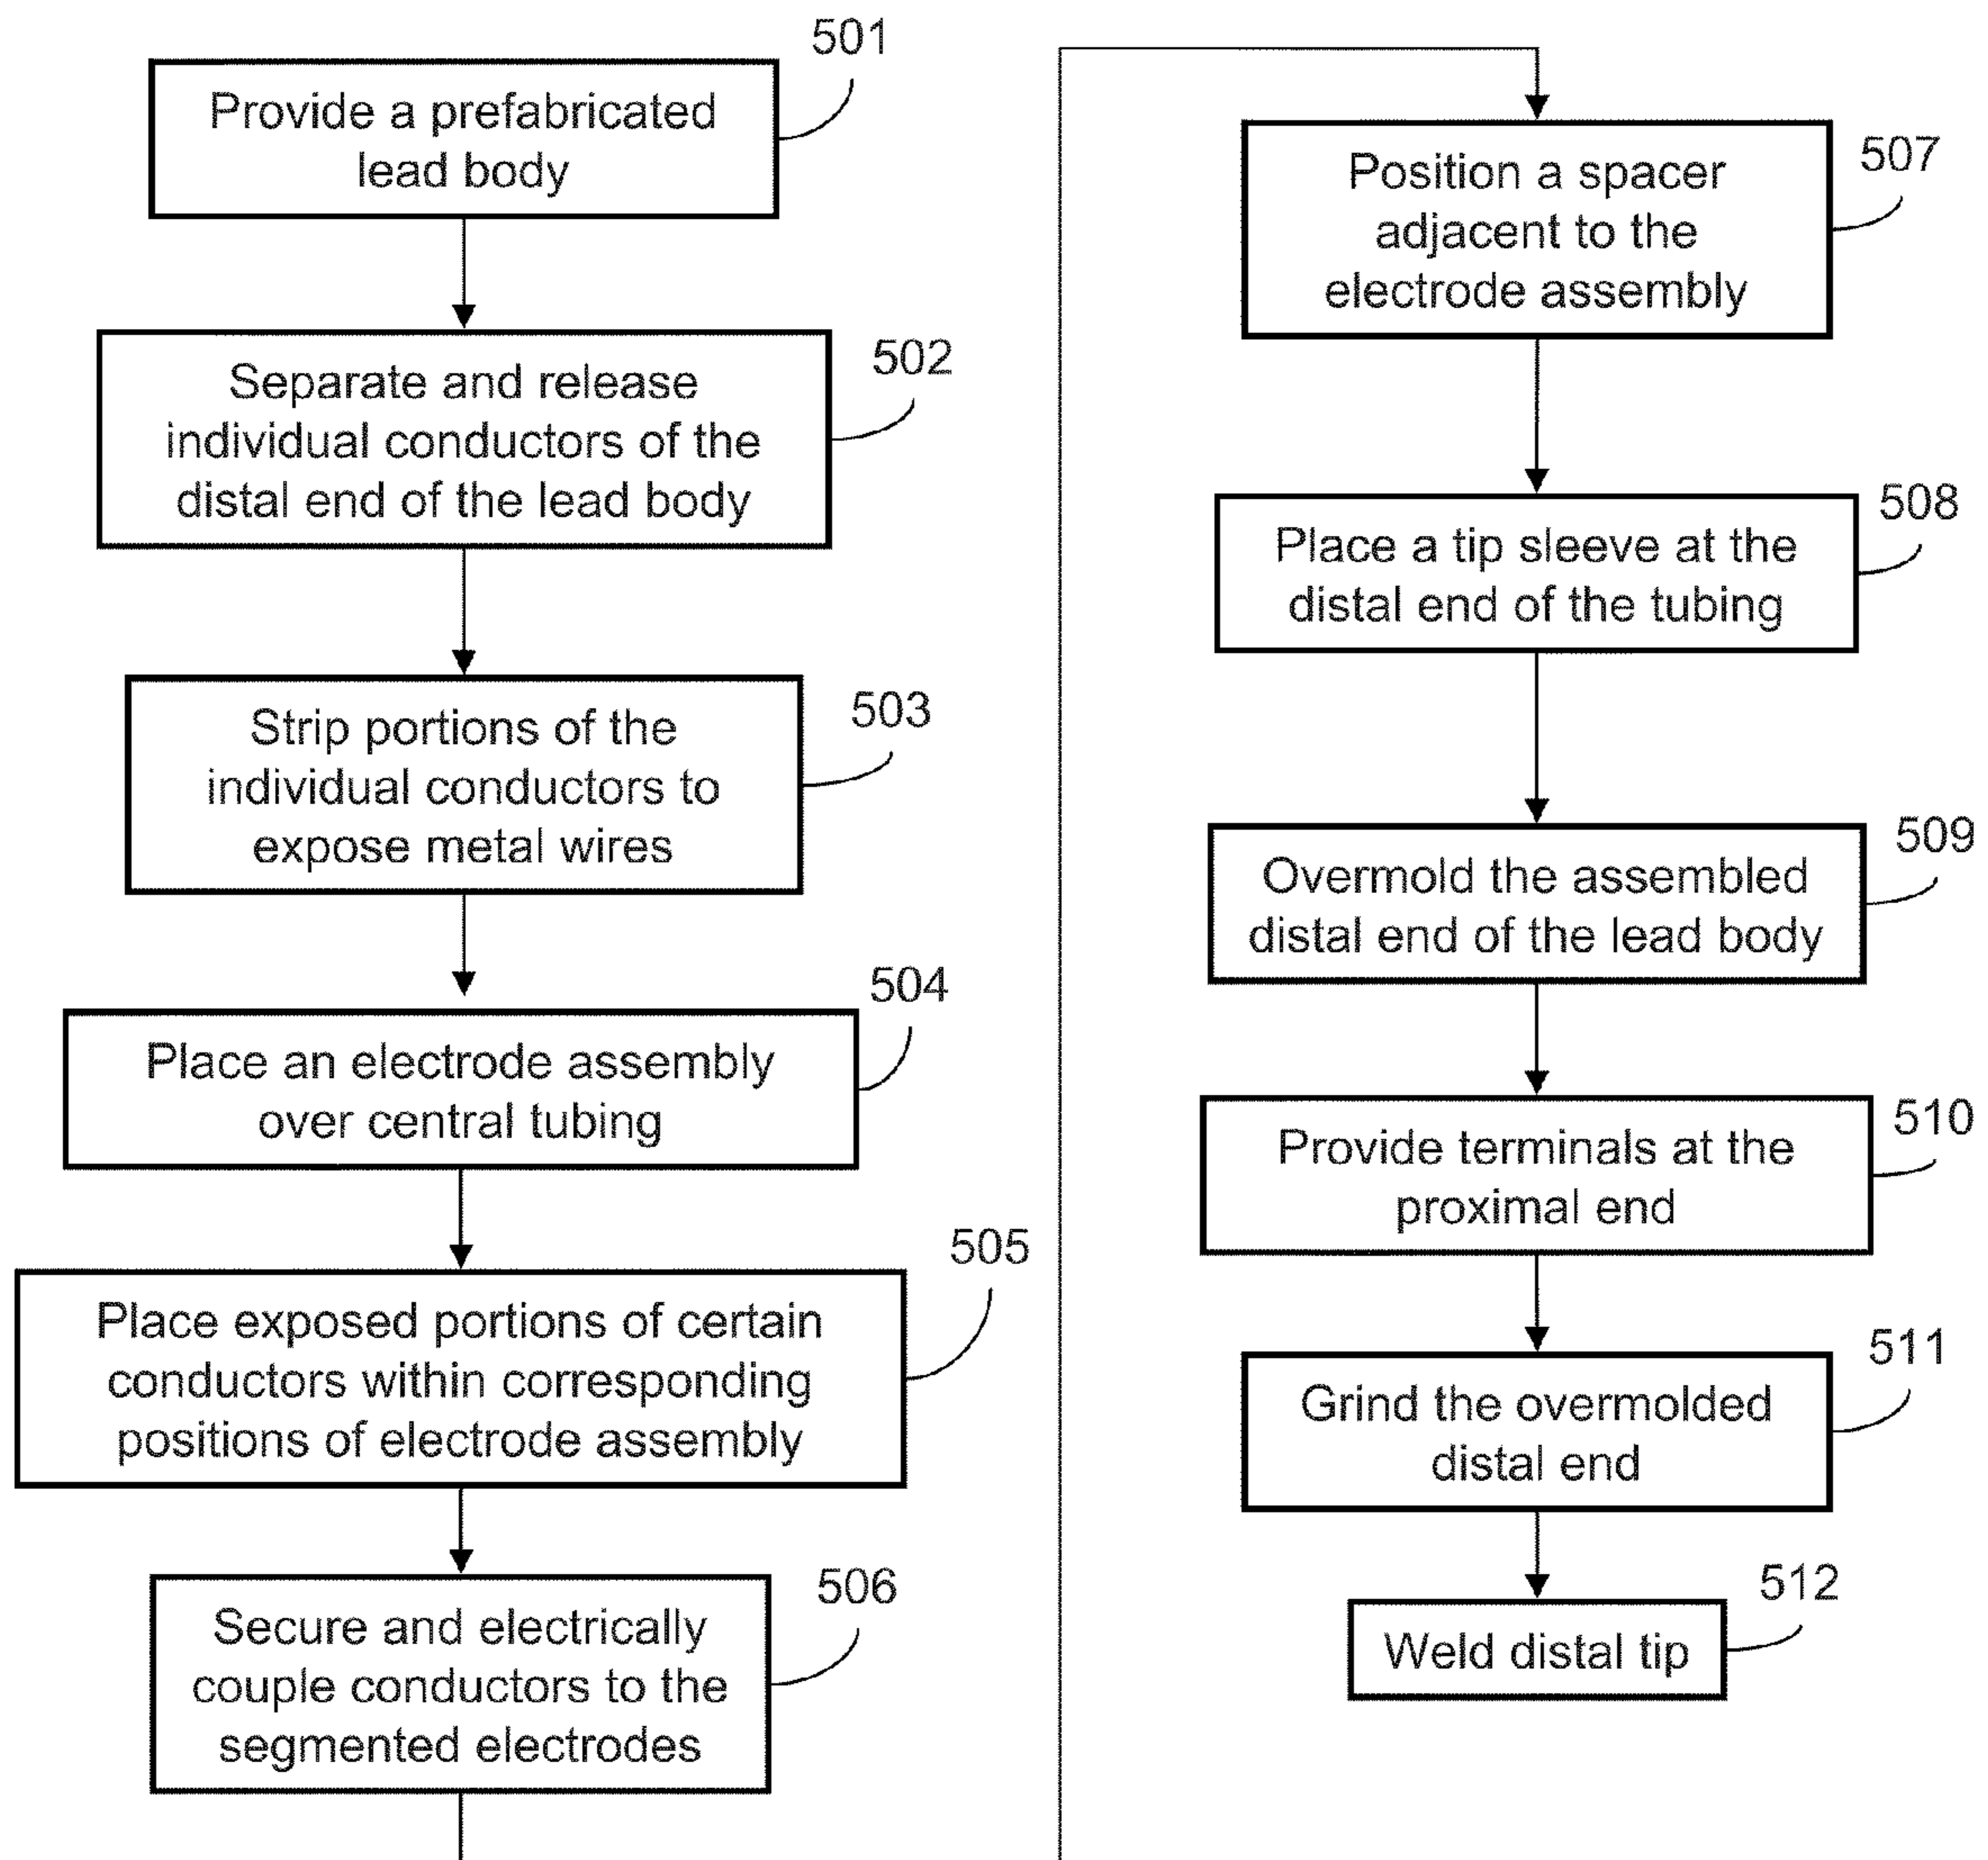 501
Provide a prefabricated
lead body
502
Separate and release
individual conductors of the
distal end of the lead body
503
Strip portions of the
individual conductors to
expose metal wires
504
Place an electrode assembly
over central tubing
505
Place exposed portions of certain
conductors within corresponding
positions of electrode assembly
506
Secure and electrically
couple conductors to the
segmented electrodes
507
Position a spacer
adjacent to the
electrode assembly
508
Place a tip sleeve at the
distal end of the tubing
509
Overmold the assembled
distal end of the lead body
510
Provide terminals at the
proximal end
511
Grind the overmolded
distal end
512
Weld distal tip